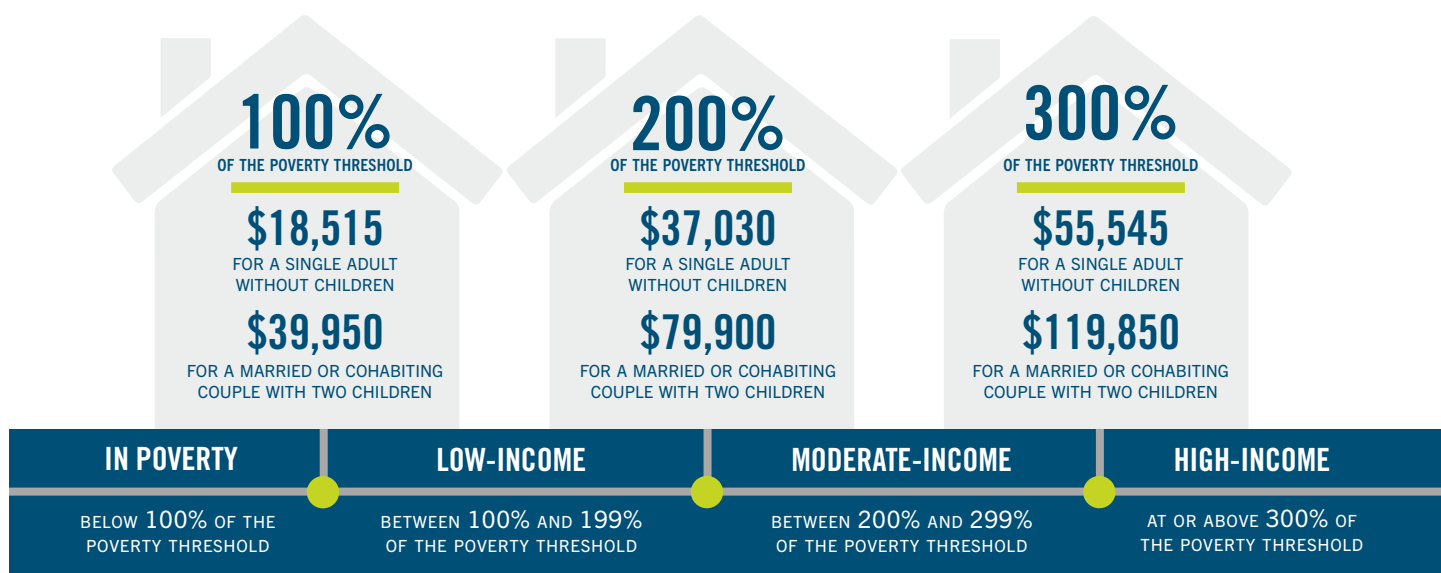 100%
OF THE POVERTY THRESHOLD
$18,515
FOR A SINGLE ADULT
WITHOUT CHILDREN
$39,950
FOR A MARRIED OR COHABITING
COUPLE WITH TWO CHILDREN
200%
OF THE POVERTY THRESHOLD
$37,030
FOR A SINGLE ADULT
WITHOUT CHILDREN
$79,900
FOR A MARRIED OR COHABITING
COUPLE WITH TWO CHILDREN
300%
OF THE POVERTY THRESHOLD
$55,545
FOR A SINGLE ADULT
WITHOUT CHILDREN
$119,850
FOR A MARRIED OR COHABITING
COUPLE WITH TWO CHILDREN
IN POVERTY
BELOW 100% OF THE
POVERTY THRESHOLD
LOW-INCOME
BETWEEN 100% AND 199%
OF THE POVERTY THRESHOLD
MODERATE-INCOME
BETWEEN 200% AND 299%
OF THE POVERTY THRESHOLD
HIGH-INCOME
AT OR ABOVE 300% OF
THE POVERTY THRESHOLD